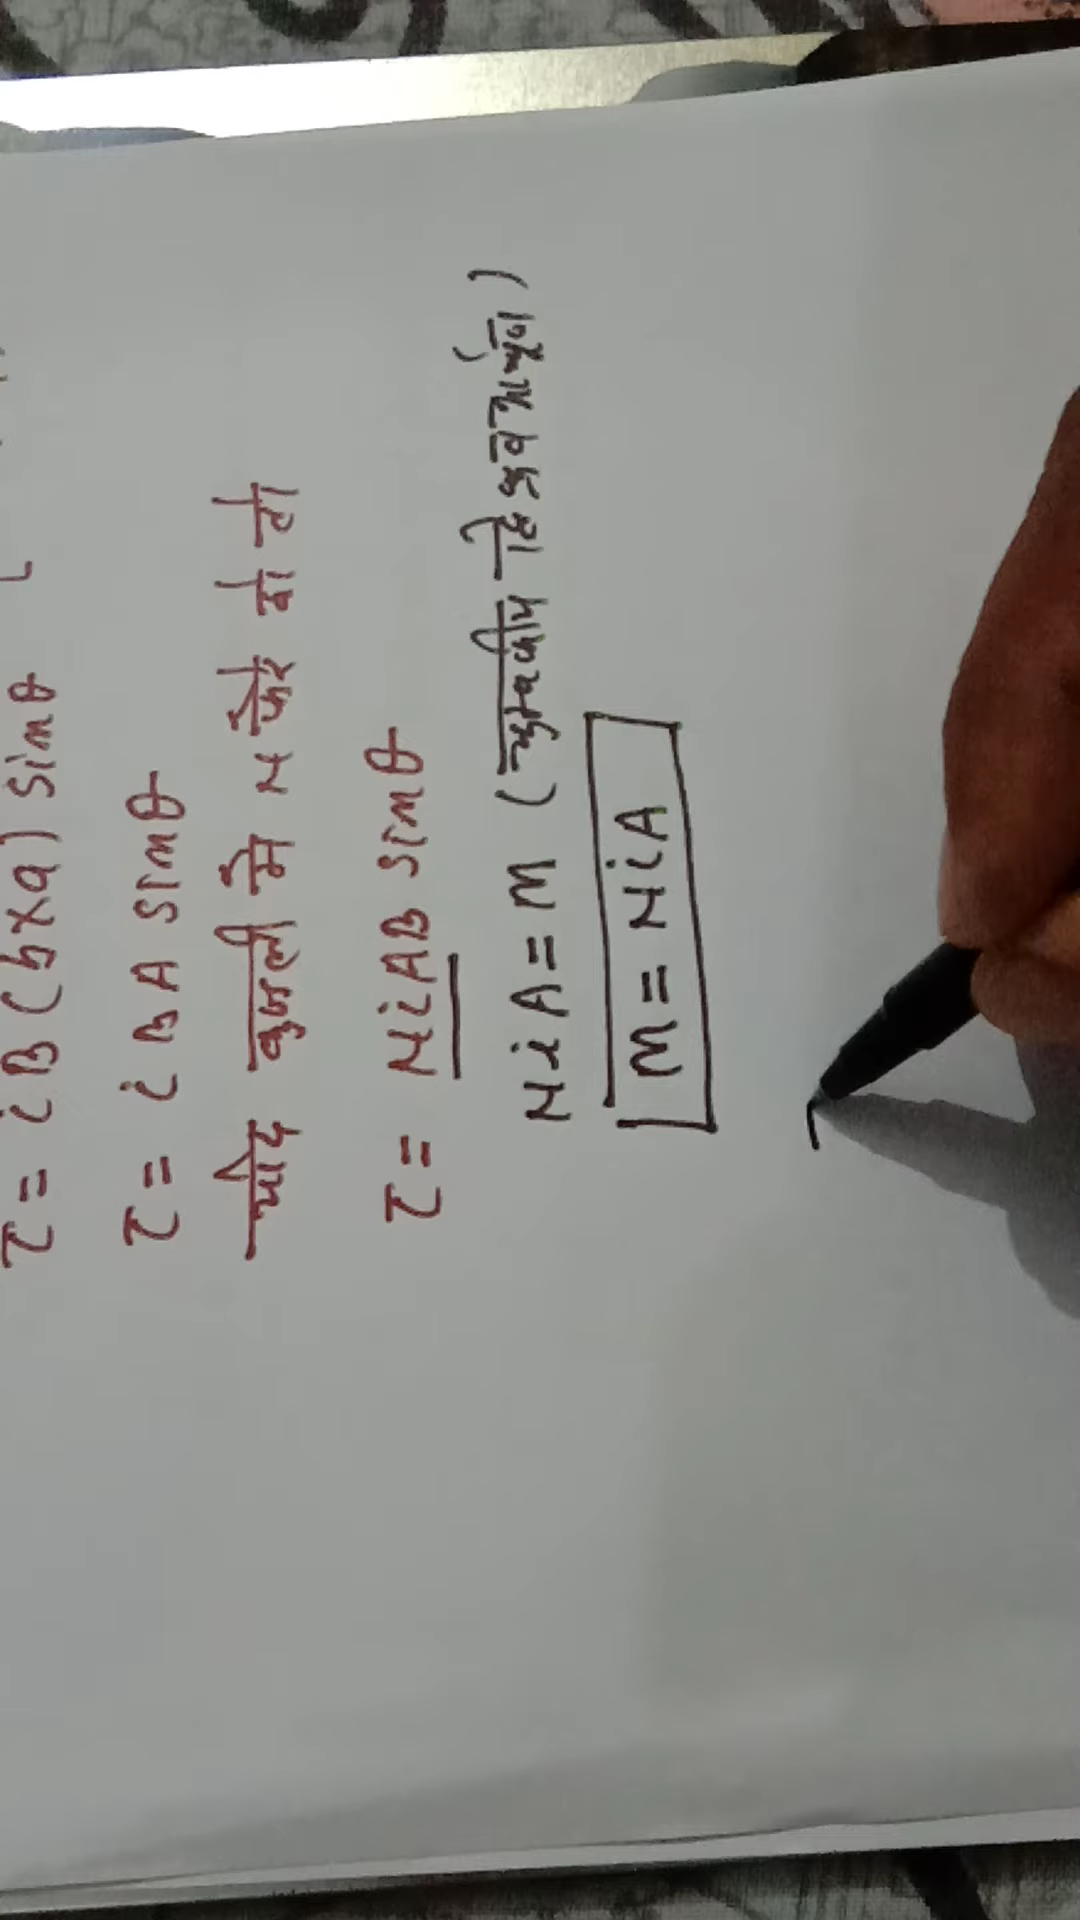 τ = iB(b×a) sinθ
τ = iBA sinθ
यदि कुण्डली में N फेरे हो तो
τ = NiAB sinθ
NiA = M (चुम्बकीय द्विध्रुव आघूर्ण)
M = NiA